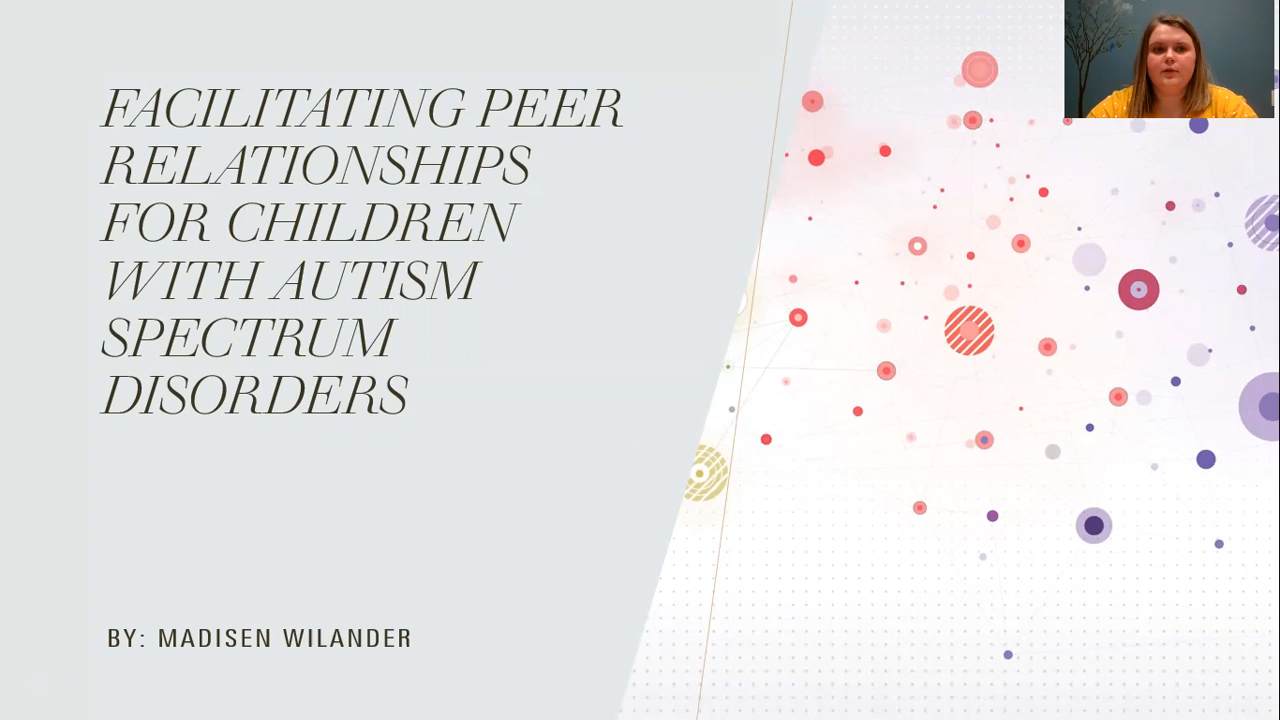 FACILITATING PEER
RELATIONSHIPS
FOR CHILDREN
WITH AUTISM
SPECTRUM
DISORDERS
BY: MADISEN WILANDER